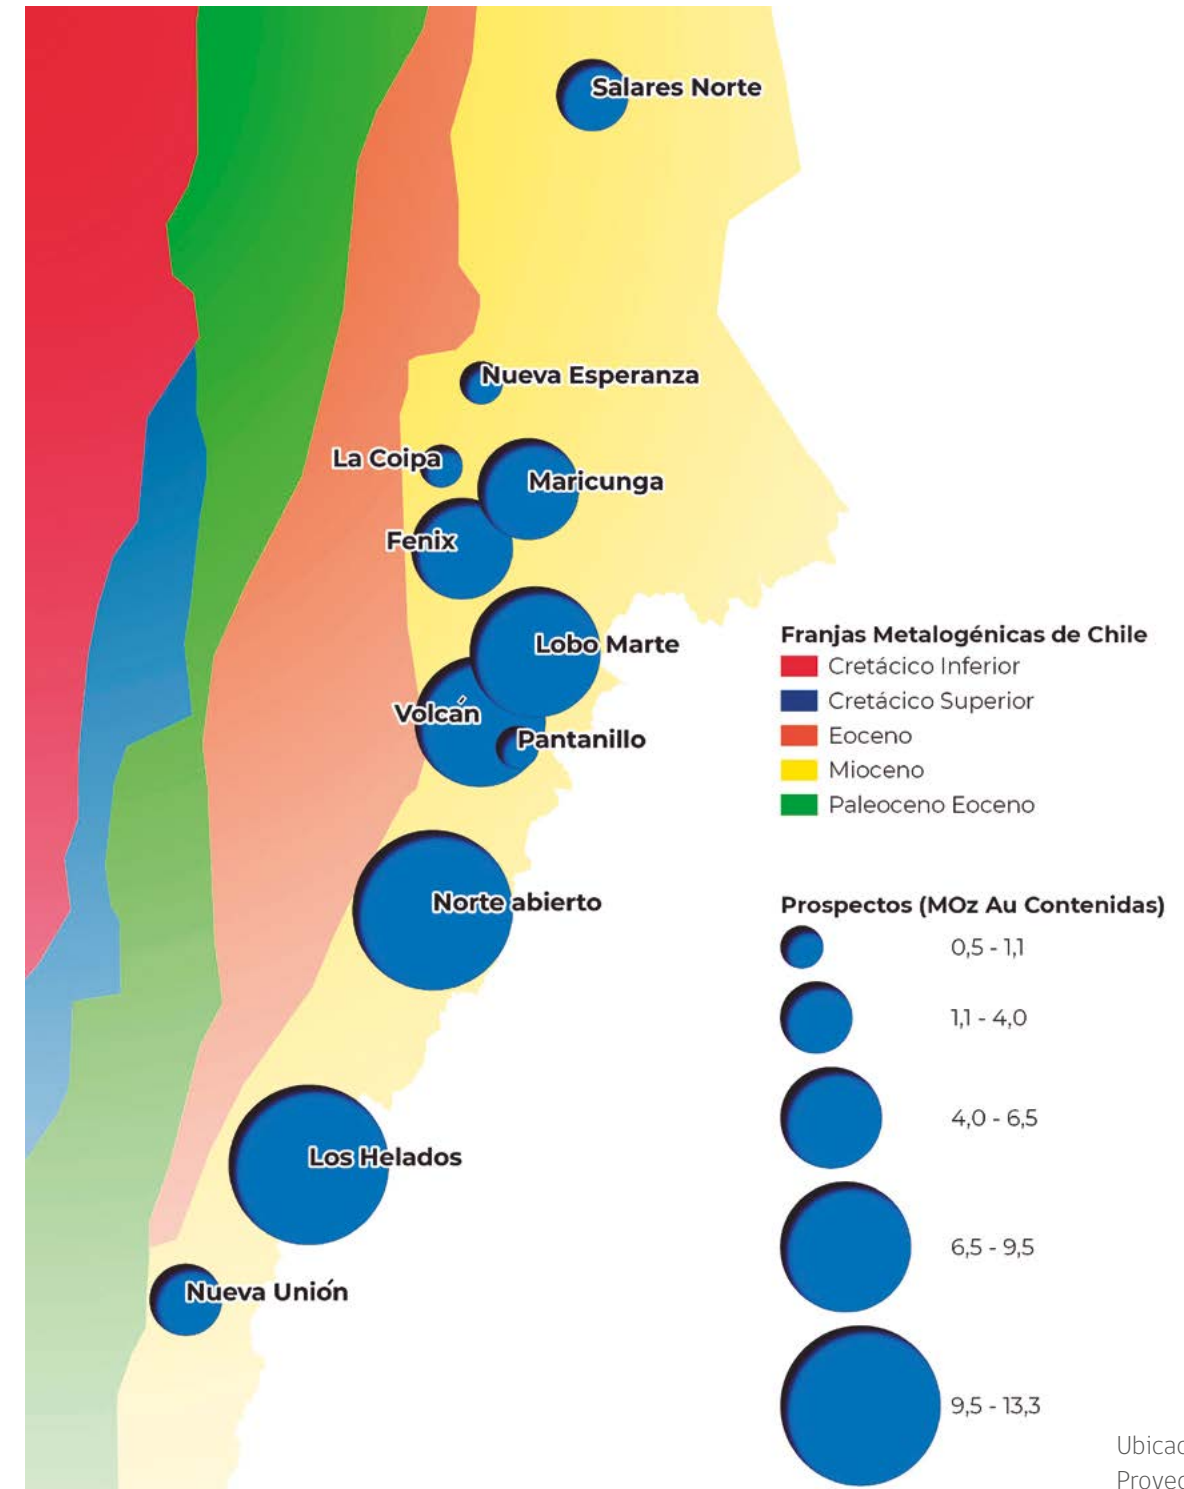 Salares Norte
Nueva Esperanza
La Coipa
Maricunga
Fenix
Lobo Marte
Volcán
Pantanillo
Norte abierto
Los Helados
Nueva Unión
Franjas Metalogénicas de Chile
Cretácico Inferior
Cretácico Superior
Eoceno
Mioceno
Paleoceno Eoceno
Prospectos (MOz Au Contenidas)
0,5 - 1,1
1,1 - 4,0
4,0 - 6,5
6,5 - 9,5
9,5 - 13,3